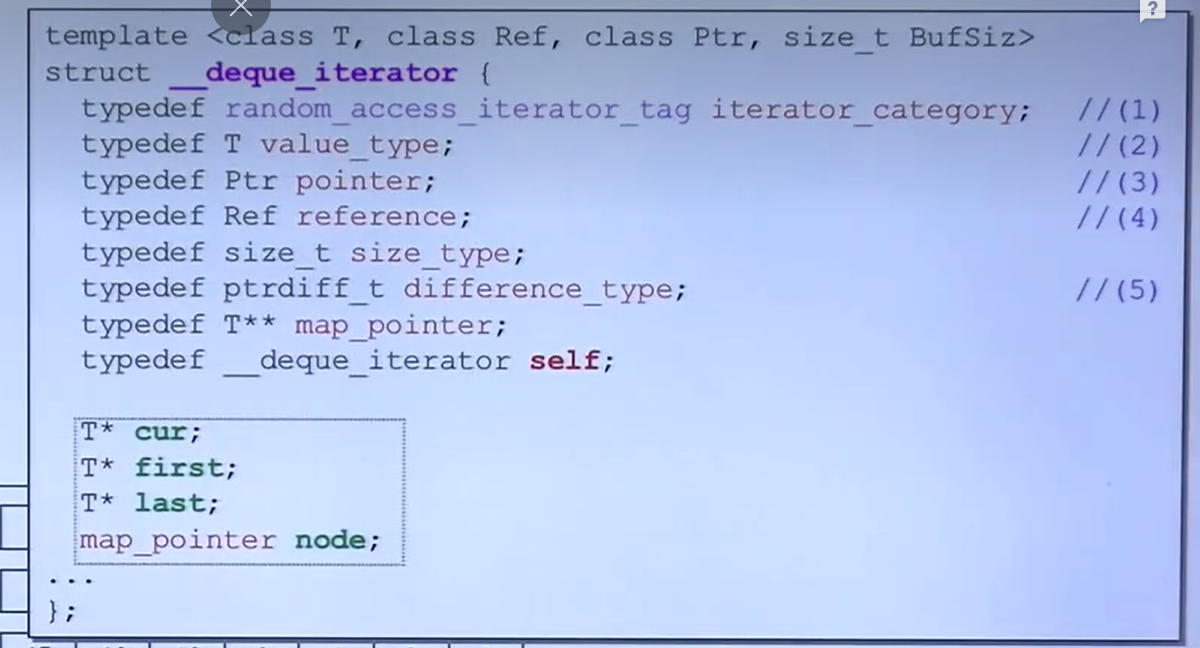 template <class T, class Ref, class Ptr, size_t BufSiz>
struct __deque_iterator {
  typedef random_access_iterator_tag iterator_category;   //(1)
  typedef T value_type;   //(2)
  typedef Ptr pointer;   //(3)
  typedef Ref reference;   //(4)
  typedef size_t size_type;
  typedef ptrdiff_t difference_type;   //(5)
  typedef T** map_pointer;
  typedef __deque_iterator self;
  T* cur;
  T* first;
  T* last;
  map_pointer node;
...
};
?